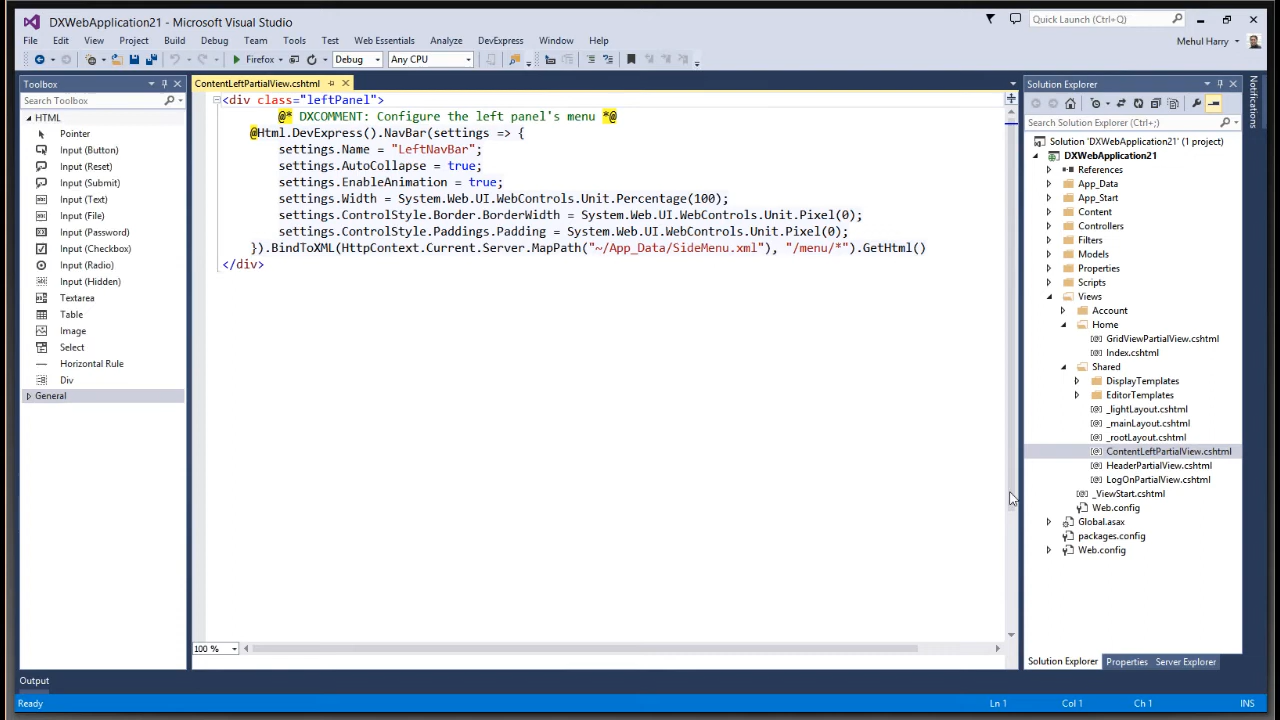 DXWebApplication21 - Microsoft Visual Studio
Quick Launch (Ctrl+Q)
File Edit View Project Build Debug Team Tools Test Web Essentials Analyze DevExpress Window Help
Mehul Harry
Firefox Debug Any CPU
Toolbox
Search Toolbox
HTML
Pointer
Input (Button)
Input (Reset)
Input (Submit)
Input (Text)
Input (File)
Input (Password)
Input (Checkbox)
Input (Radio)
Input (Hidden)
Textarea
Table
Image
Select
Horizontal Rule
Div
General
ContentLeftPartialView.cshtml
<div class="leftPanel">
@* DXCOMMENT: Configure the left panel's menu *@
@Html.DevExpress().NavBar(settings => {
settings.Name = "LeftNavBar";
settings.AutoCollapse = true;
settings.EnableAnimation = true;
settings.Width = System.Web.UI.WebControls.Unit.Percentage(100);
settings.ControlStyle.Border.BorderWidth = System.Web.UI.WebControls.Unit.Pixel(0);
settings.ControlStyle.Paddings.Padding = System.Web.UI.WebControls.Unit.Pixel(0);
}).BindToXML(HttpContext.Current.Server.MapPath("~/App_Data/SideMenu.xml"), "/menu/*").GetHtml()
</div>
100 %
Solution Explorer
Search Solution Explorer (Ctrl+;)
Solution 'DXWebApplication21' (1 project)
DXWebApplication21
References
App_Data
App_Start
Content
Controllers
Filters
Models
Properties
Scripts
Views
Account
Home
GridViewPartialView.cshtml
Index.cshtml
Shared
DisplayTemplates
EditorTemplates
_lightLayout.cshtml
_mainLayout.cshtml
_rootLayout.cshtml
ContentLeftPartialView.cshtml
HeaderPartialView.cshtml
LogOnPartialView.cshtml
_ViewStart.cshtml
Web.config
Global.asax
packages.config
Web.config
Solution Explorer Properties Server Explorer
Notifications
Output
Ready Ln 1 Col 1 Ch 1 INS